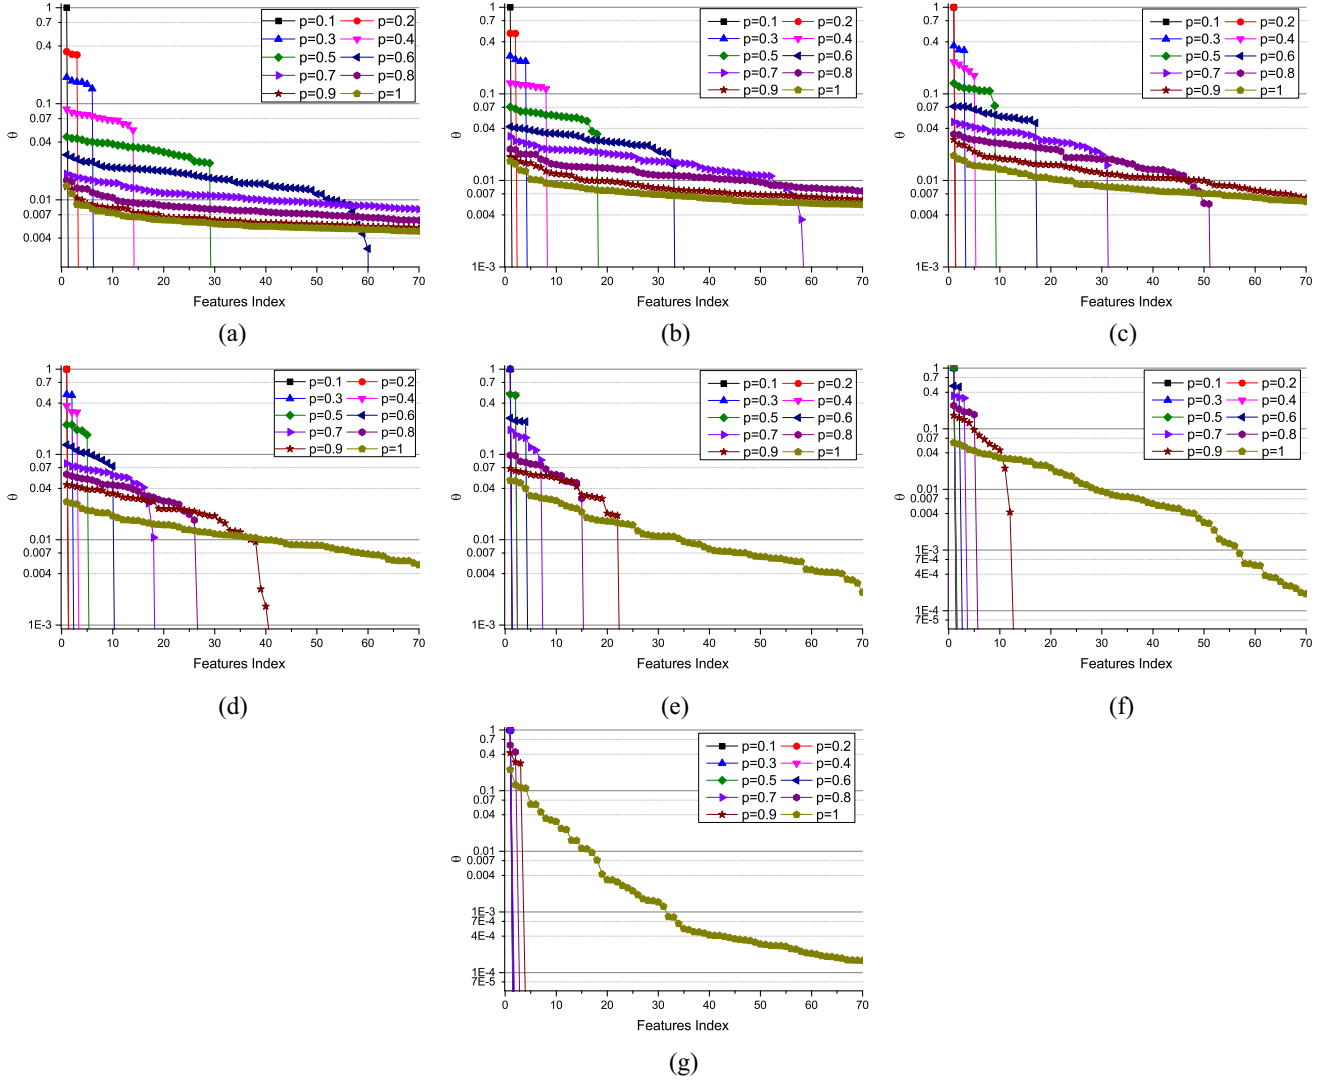 1
0.4
0.1
0.07
0.04
0.01
0.007
0.004
θ
p=0.1 p=0.2
p=0.3 p=0.4
p=0.5 p=0.6
p=0.7 p=0.8
p=0.9 p=1
0 10 20 30 40 50 60 70
Features Index
(a)
1
0.4
0.1
0.07
0.04
0.01
0.004
1E-3
θ
p=0.1 p=0.2
p=0.3 p=0.4
p=0.5 p=0.6
p=0.7 p=0.8
p=0.9 p=1
0 10 20 30 40 50 60 70
Features Index
(b)
1
0.4
0.1
0.07
0.04
0.01
0.004
1E-3
θ
p=0.1 p=0.2
p=0.3 p=0.4
p=0.5 p=0.6
p=0.7 p=0.8
p=0.9 p=1
0 10 20 30 40 50 60 70
Features Index
(c)
1
0.7
0.4
0.1
0.07
0.04
0.01
0.007
0.004
1E-3
θ
p=0.1 p=0.2
p=0.3 p=0.4
p=0.5 p=0.6
p=0.7 p=0.8
p=0.9 p=1
0 10 20 30 40 50 60 70
Features Index
(d)
1
0.7
0.4
0.1
0.07
0.04
0.01
0.007
0.004
1E-3
θ
p=0.1 p=0.2
p=0.3 p=0.4
p=0.5 p=0.6
p=0.7 p=0.8
p=0.9 p=1
0 10 20 30 40 50 60 70
Features Index
(e)
1
0.7
0.4
0.1
0.07
0.04
0.01
0.007
0.004
1E-3
7E-4
4E-4
1E-4
7E-5
θ
p=0.1 p=0.2
p=0.3 p=0.4
p=0.5 p=0.6
p=0.7 p=0.8
p=0.9 p=1
0 10 20 30 40 50 60 70
Features Index
(f)
1
0.7
0.4
0.1
0.07
0.04
0.01
0.007
0.004
1E-3
7E-4
4E-4
1E-4
7E-5
θ
p=0.1 p=0.2
p=0.3 p=0.4
p=0.5 p=0.6
p=0.7 p=0.8
p=0.9 p=1
0 10 20 30 40 50 60 70
Features Index
(g)